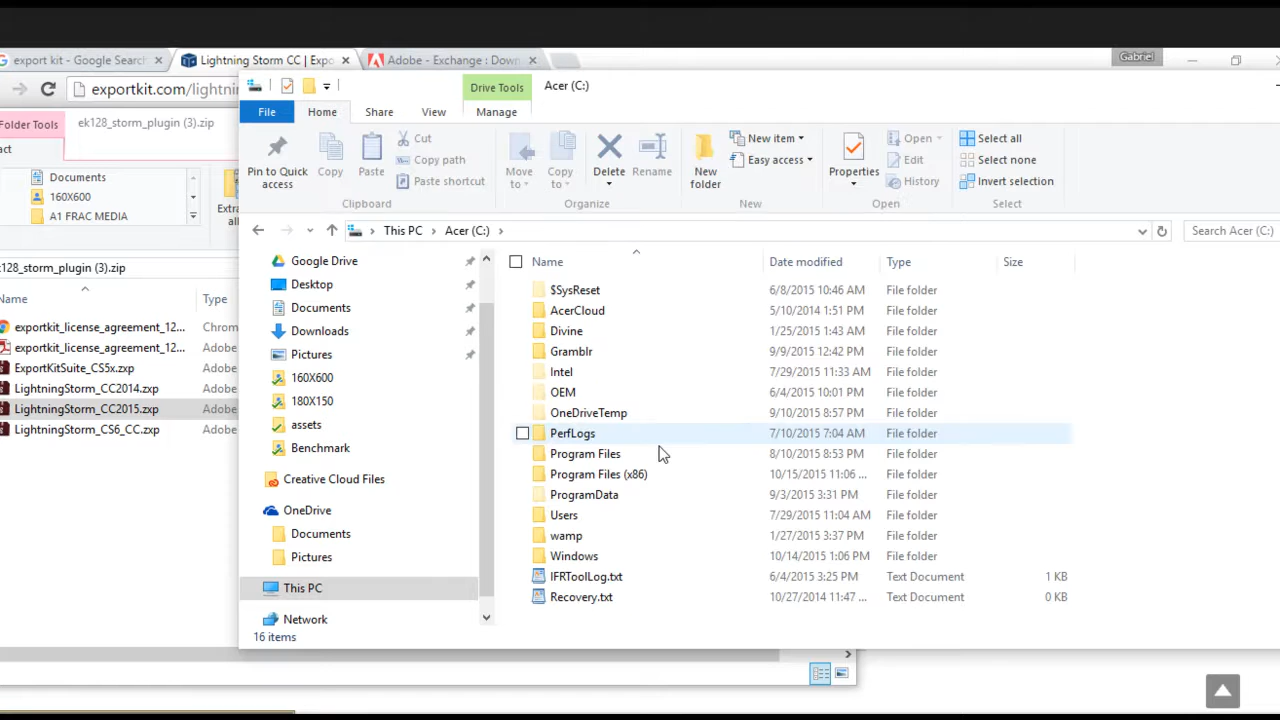 export kit - Google Search
Lightning Storm CC | Expo
Adobe - Exchange : Down
Gabriel
exportkit.com/lightni
Acer (C:)
Drive Tools
File
Home
Share
View
Manage
Folder Tools
ek128_storm_plugin (3).zip
Documents
160X600
A1 FRAC MEDIA
Pin to Quick access
Copy
Paste
Cut
Copy path
Paste shortcut
Clipboard
Move to
Copy to
Delete
Rename
Organize
New folder
New item
Easy access
New
Properties
Open
Edit
History
Open
Select all
Select none
Invert selection
Select
This PC
Acer (C:)
Search Acer (C:)
128_storm_plugin (3).zip
Name
Type
exportkit_license_agreement_12... Chrom
exportkit_license_agreement_12... Adobe
ExportKitSuite_CS5x.zxp Adobe
LightningStorm_CC2014.zxp Adobe
LightningStorm_CC2015.zxp Adobe
LightningStorm_CS6_CC.zxp Adobe
Google Drive
Desktop
Documents
Downloads
Pictures
160X600
180X150
assets
Benchmark
Creative Cloud Files
OneDrive
Documents
Pictures
This PC
Network
16 items
Name Date modified Type Size
$SysReset 6/8/2015 10:46 AM File folder
AcerCloud 5/10/2014 1:51 PM File folder
Divine 1/25/2015 1:43 AM File folder
Gramblr 9/9/2015 12:42 PM File folder
Intel 7/29/2015 11:33 AM File folder
OEM 6/4/2015 10:01 PM File folder
OneDriveTemp 9/10/2015 8:57 PM File folder
PerfLogs 7/10/2015 7:04 AM File folder
Program Files 8/10/2015 8:53 PM File folder
Program Files (x86) 10/15/2015 11:06 ... File folder
ProgramData 9/3/2015 3:31 PM File folder
Users 7/29/2015 11:04 AM File folder
wamp 1/27/2015 3:37 PM File folder
Windows 10/14/2015 1:06 PM File folder
IFRToolLog.txt 6/4/2015 3:25 PM Text Document 1 KB
Recovery.txt 10/27/2014 11:47 ... Text Document 0 KB